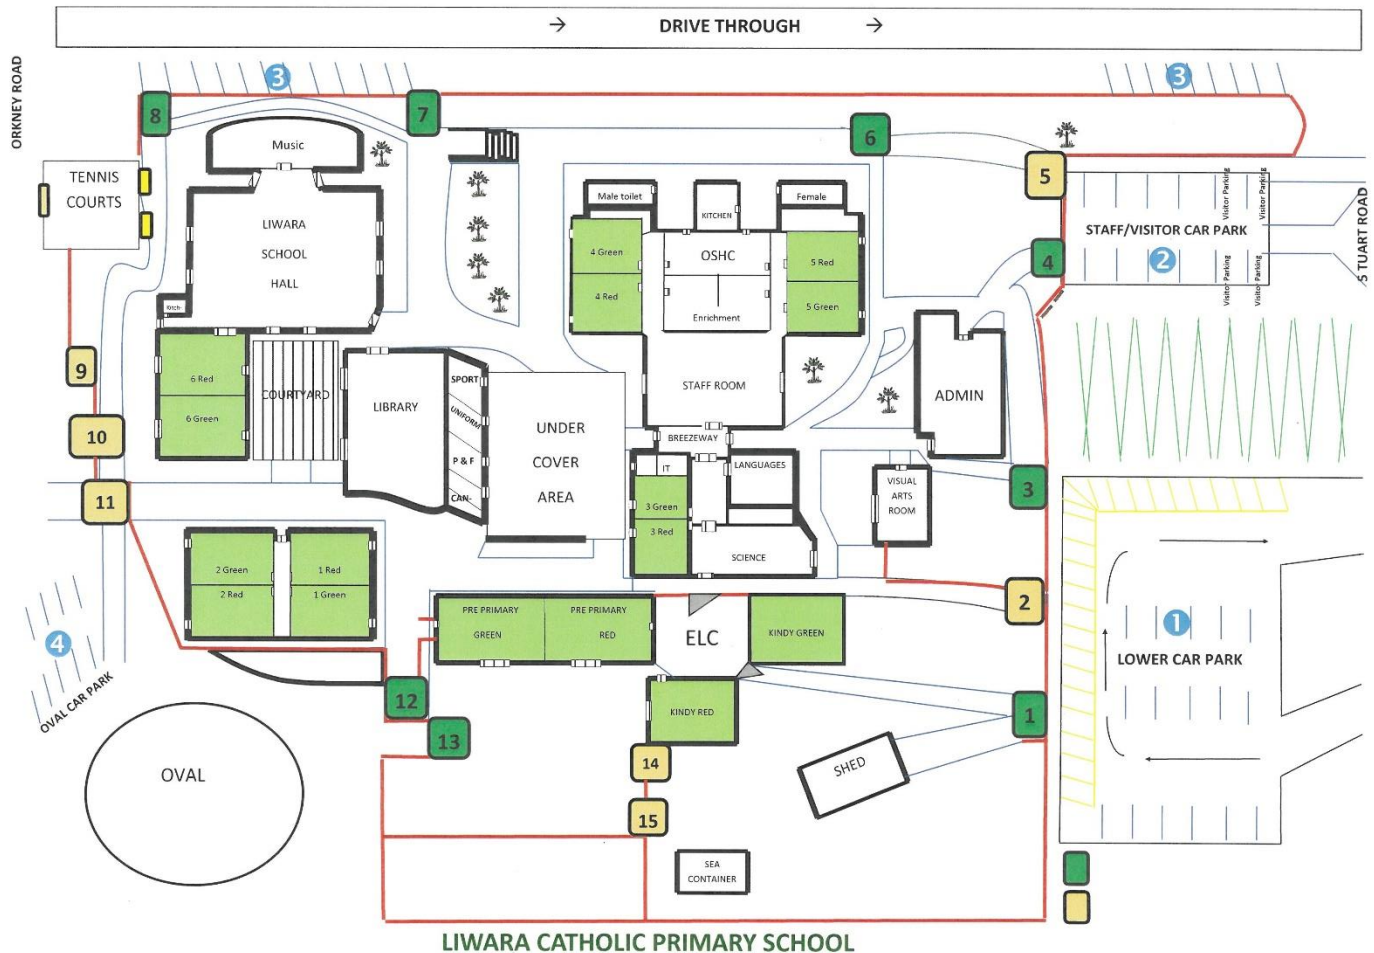 DRIVE THROUGH
ORKNEY ROAD
3
3
8
7
6
5
Music
TENNIS
COURTS
LIWARA
SCHOOL
HALL
Kitch-
Male toilet
KITCHEN
Female
4 Green
4 Red
OSHC
Enrichment
5 Red
5 Green
4
STAFF/VISITOR CAR PARK
2
Visitor Parking
Visitor Parking
Visitor Parking
Visitor Parking
STUART ROAD
9
10
11
6 Red
6 Green
COURTYARD
LIBRARY
SPORT
UNIFORM
P & F
CAN-
UNDER
COVER
AREA
STAFF ROOM
BREEZEWAY
IT
LANGUAGES
3 Green
3 Red
SCIENCE
ADMIN
VISUAL
ARTS
ROOM
3
2
2 Green
2 Red
1 Red
1 Green
4
OVAL CAR PARK
PRE PRIMARY
GREEN
PRE PRIMARY
RED
ELC
KINDY GREEN
KINDY RED
1
LOWER CAR PARK
1
12
13
14
15
SHED
OVAL
SEA
CONTAINER
LIWARA CATHOLIC PRIMARY SCHOOL